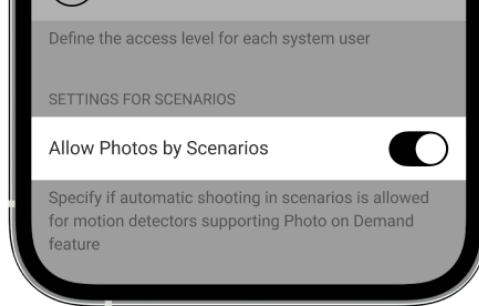 Define the access level for each system user
SETTINGS FOR SCENARIOS
Allow Photos by Scenarios
Specify if automatic shooting in scenarios is allowed
for motion detectors supporting Photo on Demand
feature